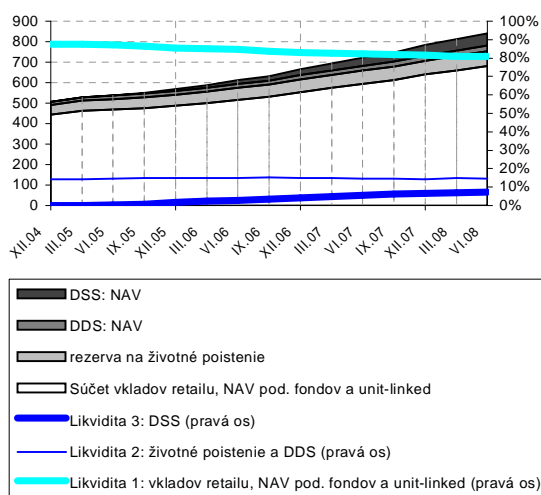 900
800
700
600
500
400
300
200
100
0
100%
90%
80%
70%
60%
50%
40%
30%
20%
10%
0%
XII.04
III.05
VI.05
IX.05
XII.05
III.06
VI.06
IX.06
XII.06
III.07
VI.07
IX.07
XII.07
III.08
VI.08
DSS: NAV
DDS: NAV
rezerva na životné poistenie
Súčet vkladov retailu, NAV pod. fondov a unit-linked
Likvidita 3: DSS (pravá os)
Likvidita 2: životné poistenie a DDS (pravá os)
Likvidita 1: vkladov retailu, NAV pod. fondov a unit-linked (pravá os)